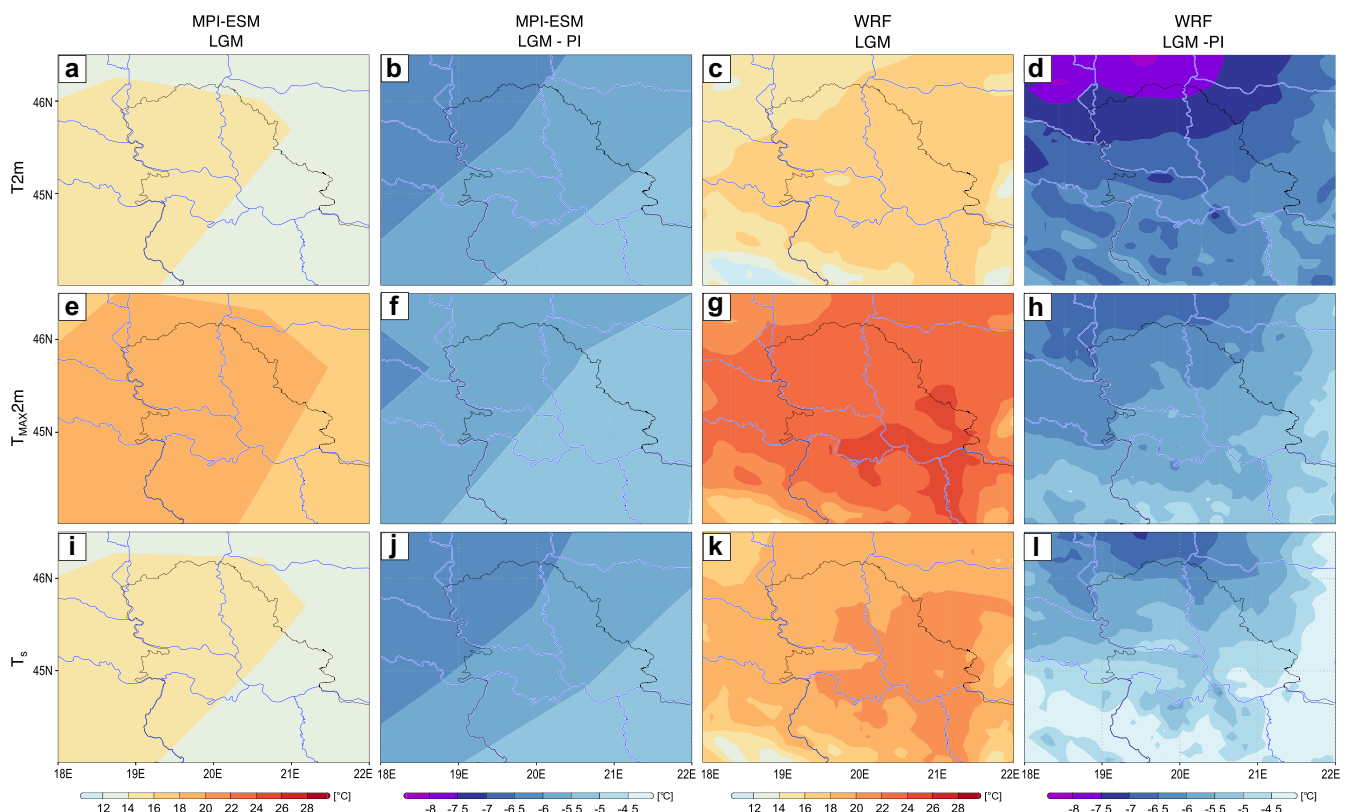 MPI-ESM MPI-ESM WRF WRF
LGM LGM - PI LGM LGM -PI
a b c d
46N
T2m
45N
e f g h
46N
TMAX2m
45N
i j k l
46N
Ts
45N
18E 19E 20E 21E 22E 18E 19E 20E 21E 22E 18E 19E 20E 21E 22E 18E 19E 20E 21E 22E
12 14 16 18 20 22 24 26 28 [°C] -8 -7.5 -7 -6.5 -6 -5.5 -5 -4.5 [°C] 12 14 16 18 20 22 24 26 28 [°C] -8 -7.5 -7 -6.5 -6 -5.5 -5 -4.5 [°C]